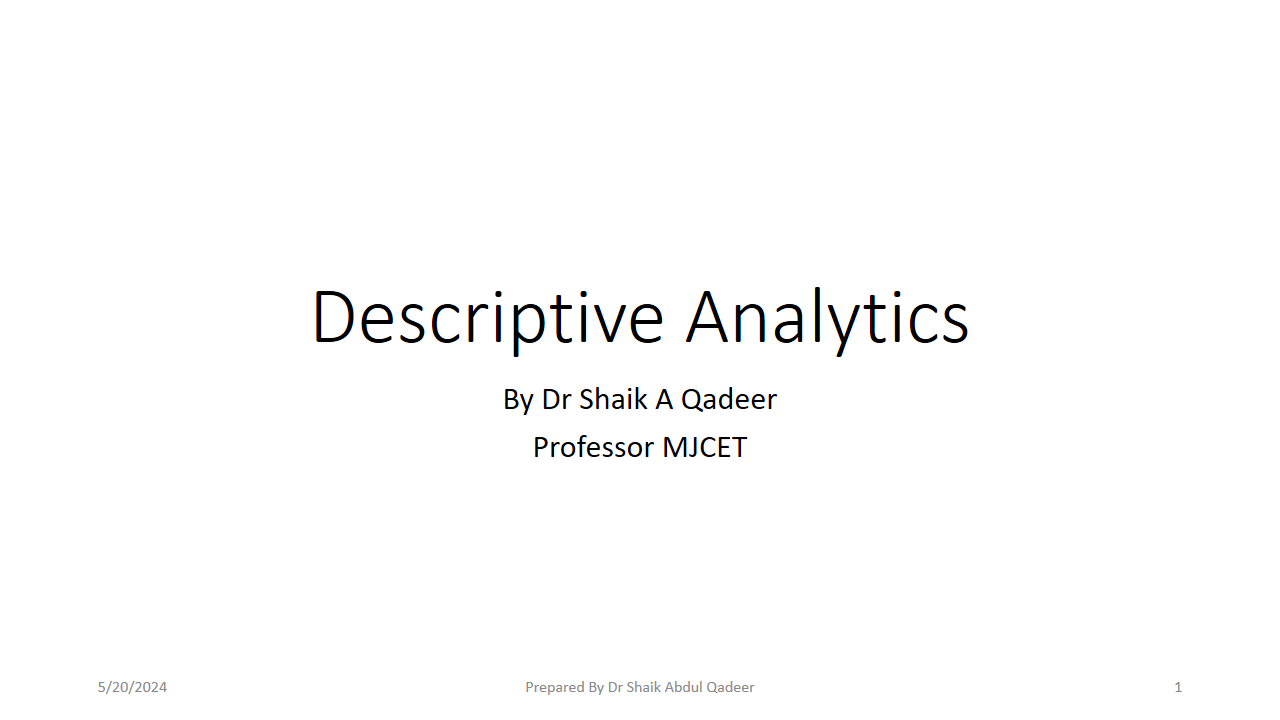 Descriptive Analytics
By Dr Shaik A Qadeer
Professor MJCET
5/20/2024
Prepared By Dr Shaik Abdul Qadeer
1